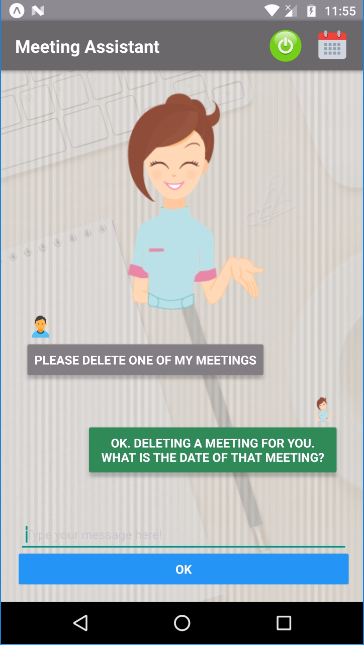 11:55
Meeting Assistant
PLEASE DELETE ONE OF MY MEETINGS
OK. DELETING A MEETING FOR YOU.
WHAT IS THE DATE OF THAT MEETING?
Type your message here!
OK